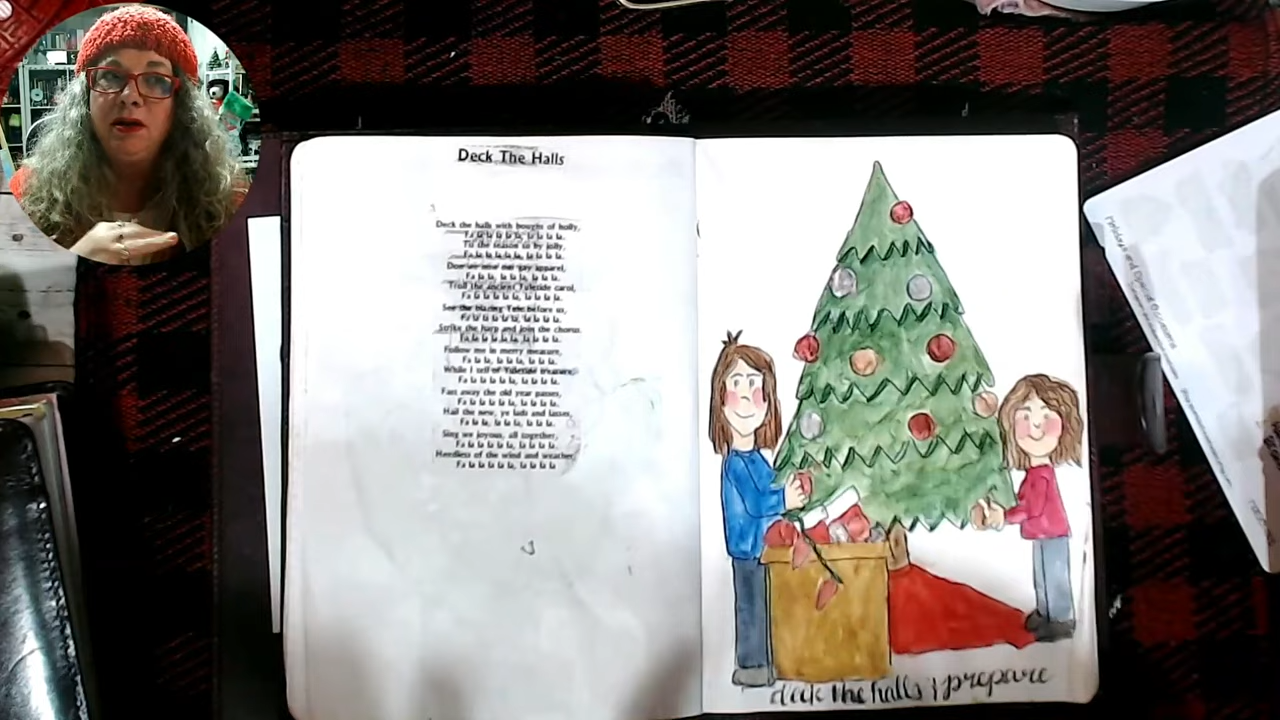 Deck The Halls
Deck the halls with boughs of holly,
Fa la la la la, la la la la.
'Tis the season to be jolly,
Fa la la la la, la la la la.
Don we now our gay apparel,
Fa la la, la la la, la la la.
Troll the ancient Yuletide carol,
Fa la la la la, la la la la.
See the blazing Yule before us,
Fa la la la la, la la la la.
Strike the harp and join the chorus.
Fa la la la la, la la la la.
Follow me in merry measure,
Fa la la, la la la, la la la.
While I tell of Yuletide treasure,
Fa la la la la, la la la la.
Fast away the old year passes,
Fa la la la la, la la la la.
Hail the new, ye lads and lasses,
Fa la la, la la la, la la la.
Sing we joyous, all together,
Fa la la la la, la la la la.
Heedless of the wind and weather,
Fa la la la la, la la la la
deck the halls & prepare